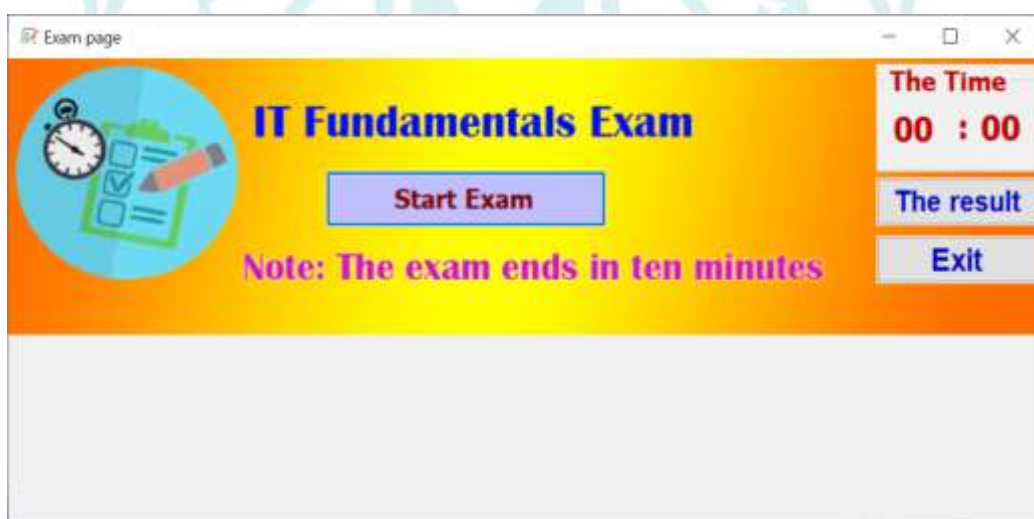 Exam page
The Time
00 : 00
IT Fundamentals Exam
Start Exam
The result
Exit
Note: The exam ends in ten minutes